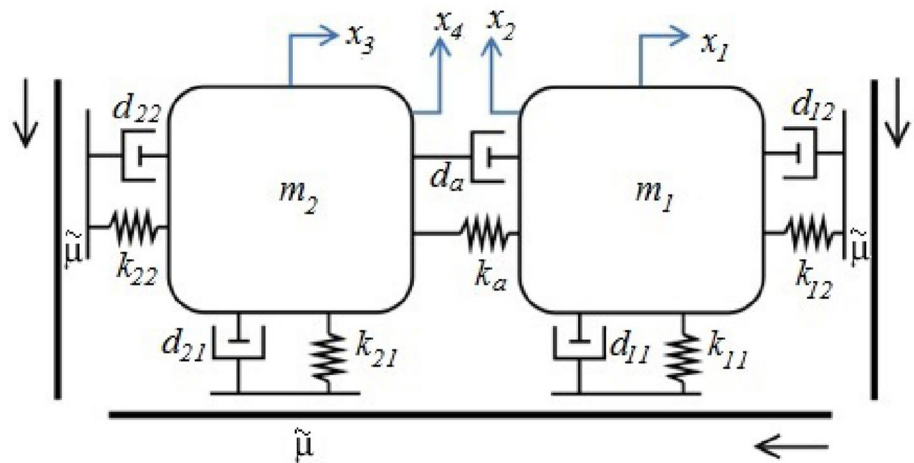 x3 x4 x2 x1
d22 d12
da
m2 m1
μ̃ μ̃
k22 ka k12
d21 k21 d11 k11
μ̃